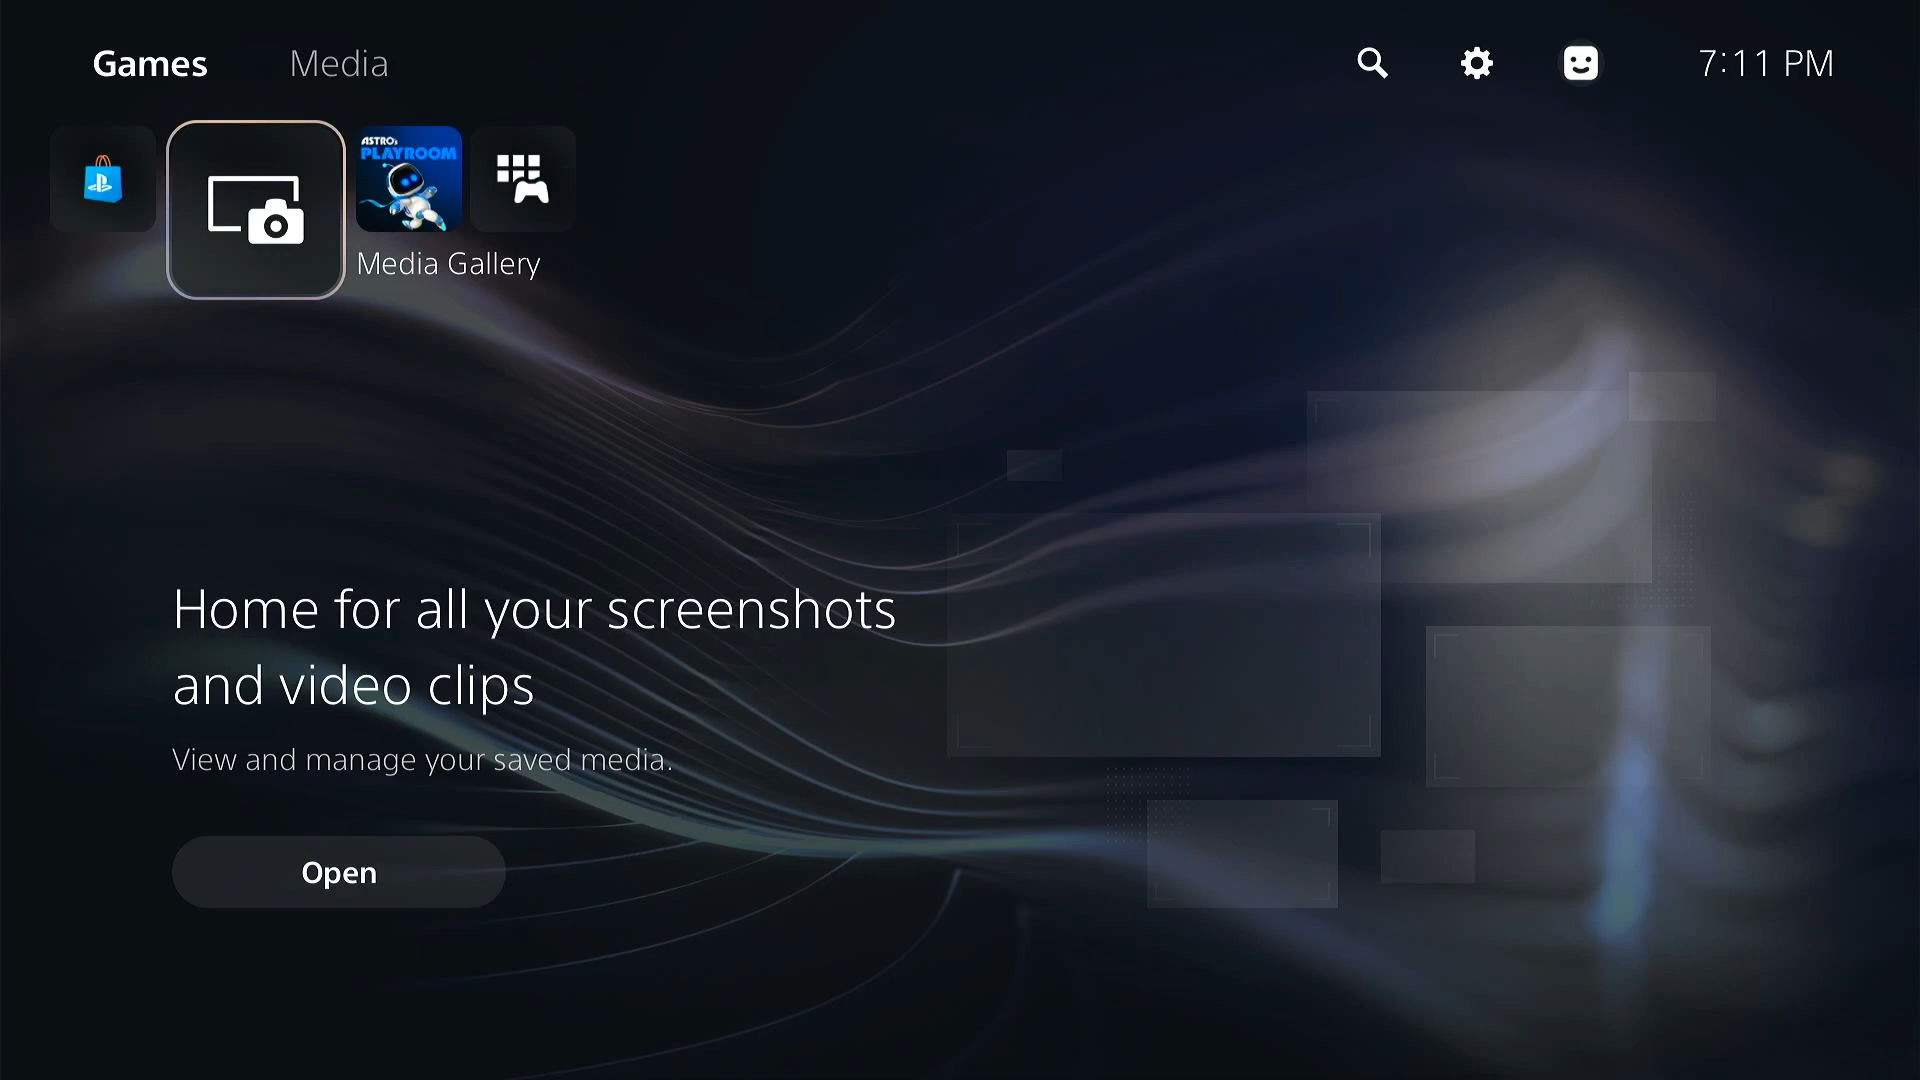 Games
Media
7:11 PM
ASTRO's
PLAYROOM
Media Gallery
Home for all your screenshots
and video clips
View and manage your saved media.
Open